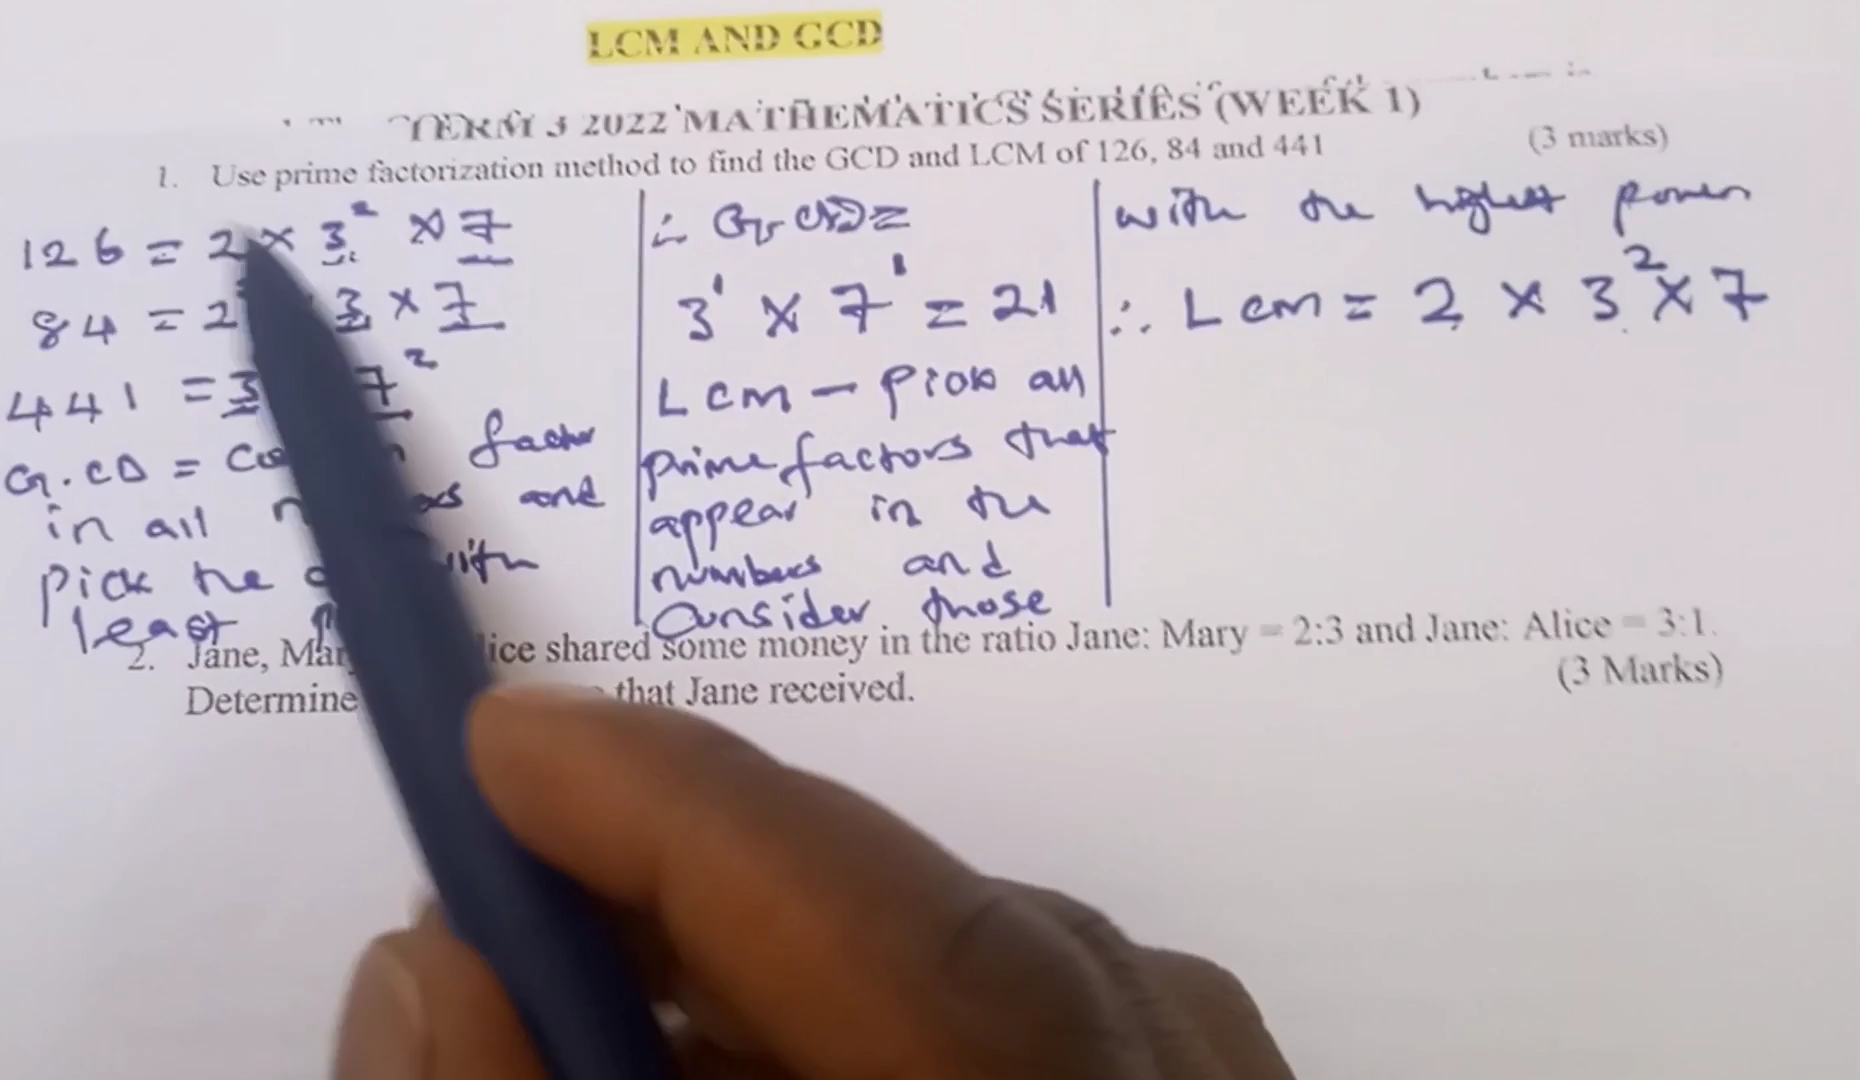 LCM AND GCD
TERM 3 2022 MATHEMATICS SERIES (WEEK 1)
1. Use prime factorization method to find the GCD and LCM of 126, 84 and 441 (3 marks)
126 = 2 × 3² × 7
84 = 2 3 × 7
441 = 3 7²
G.CD = factor
in all and
Pick the with
least
∴ GCD =
3¹ × 7¹ = 21
LCM – Pick all
prime factors that
appear in the
numbers and
Consider those
with the highest power
∴ LCM = 2 × 3² × 7
2. Jane, shared some money in the ratio Jane: Mary = 2:3 and Jane: Alice = 3:1.
Determine that Jane received. (3 Marks)